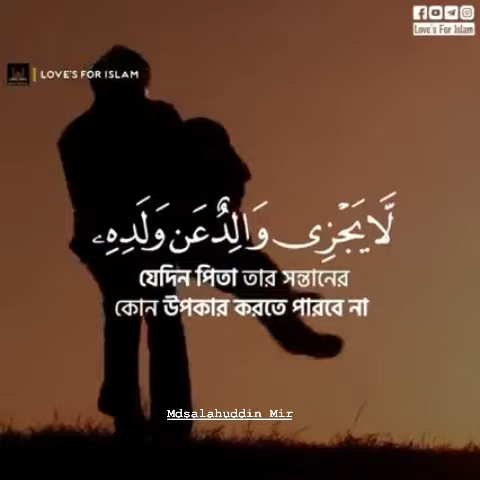 Love's For Islam
LOVE'S FOR ISLAM
لَّا يَجْزِى وَالِدٌ عَن وَلَدِهِۦ
যেদিন পিতা তার সন্তানের
কোন উপকার করতে পারবে না
Mdsalahuddin Mir